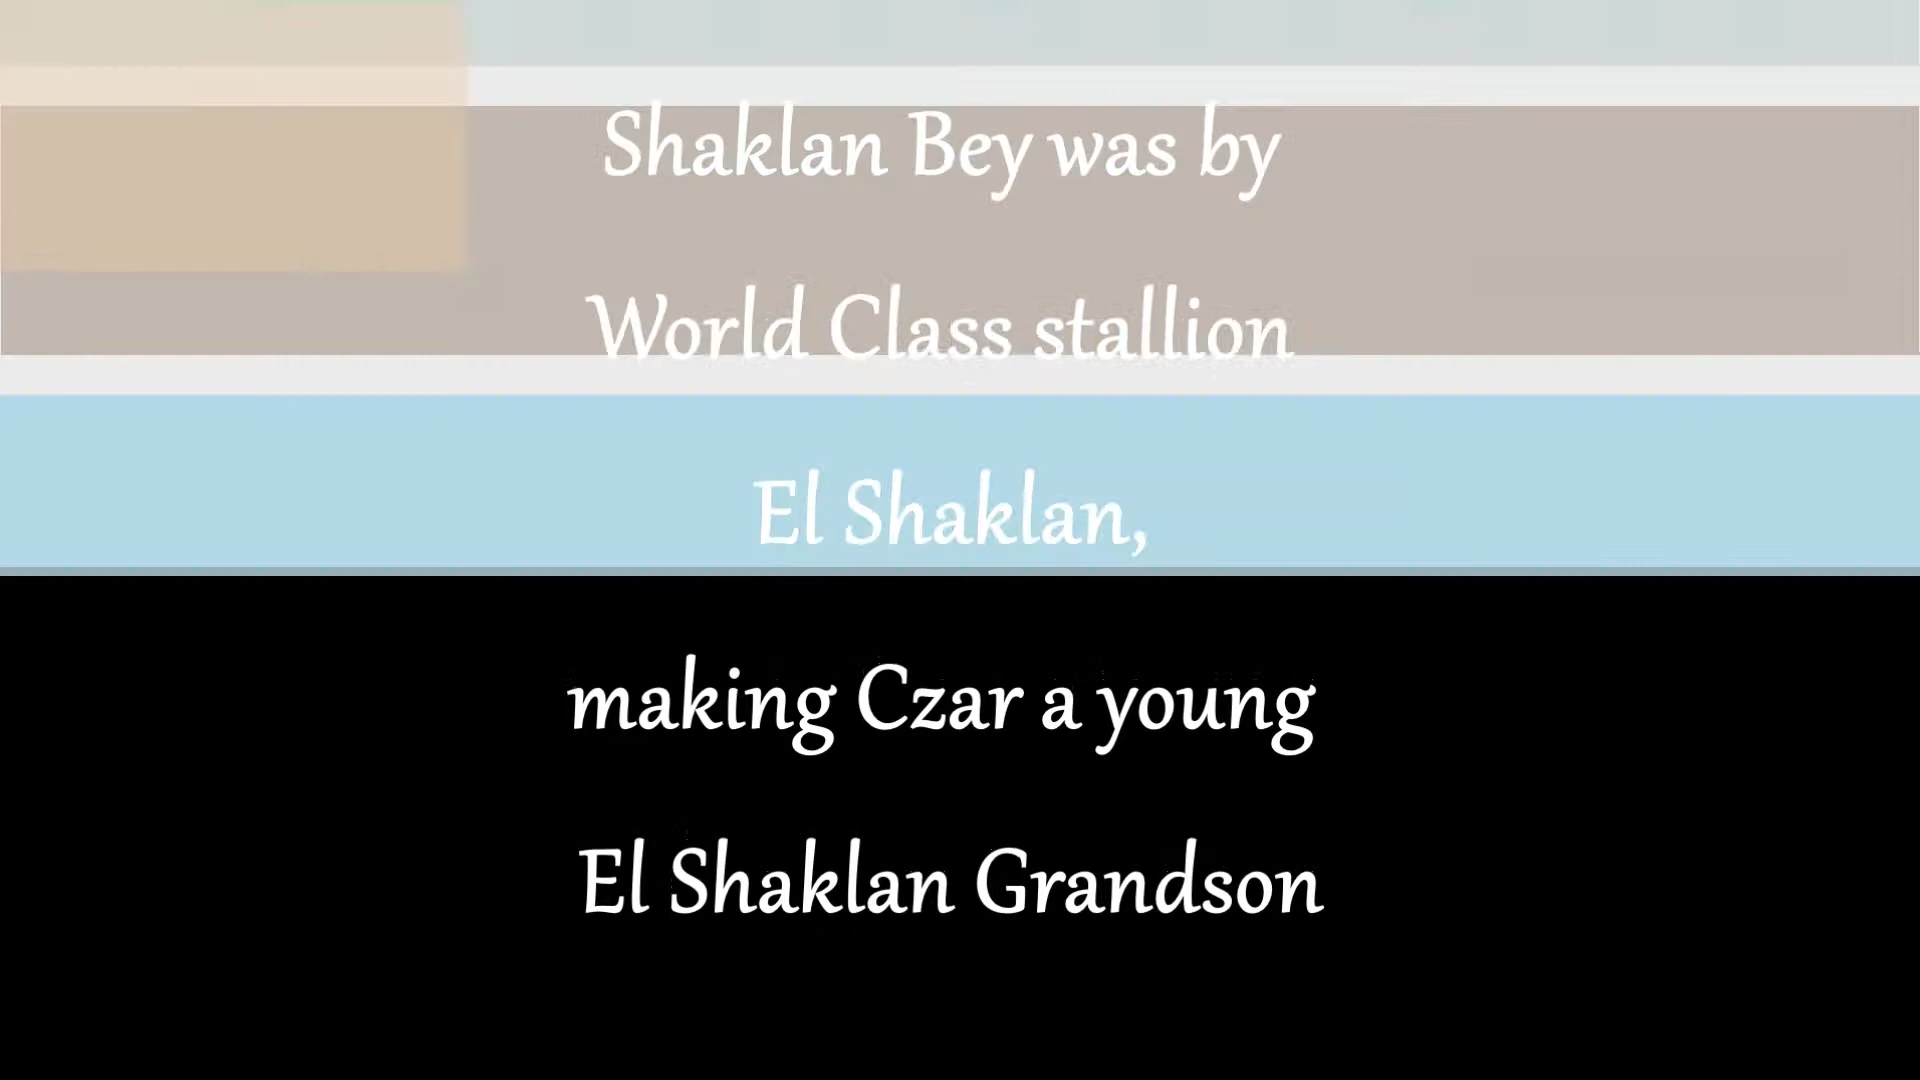 Shaklan Bey was by
World Class stallion
El Shaklan,
making Czar a young
El Shaklan Grandson